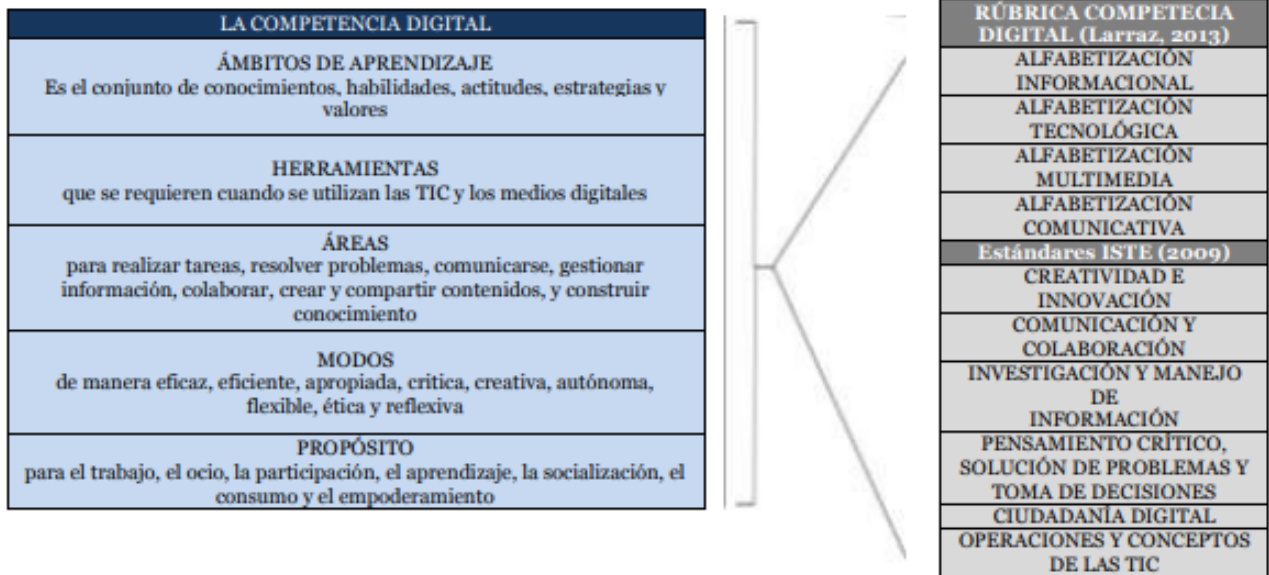 LA COMPETENCIA DIGITAL
ÁMBITOS DE APRENDIZAJE
Es el conjunto de conocimientos, habilidades, actitudes, estrategias y
valores
HERRAMIENTAS
que se requieren cuando se utilizan las TIC y los medios digitales
ÁREAS
para realizar tareas, resolver problemas, comunicarse, gestionar
información, colaborar, crear y compartir contenidos, y construir
conocimiento
MODOS
de manera eficaz, eficiente, apropiada, critica, creativa, autónoma,
flexible, ética y reflexiva
PROPÓSITO
para el trabajo, el ocio, la participación, el aprendizaje, la socialización, el
consumo y el empoderamiento
RÚBRICA COMPETECIA
DIGITAL (Larraz, 2013)
ALFABETIZACIÓN
INFORMACIONAL
ALFABETIZACIÓN
TECNOLÓGICA
ALFABETIZACIÓN
MULTIMEDIA
ALFABETIZACIÓN
COMUNICATIVA
Estándares ISTE (2009)
CREATIVIDAD E
INNOVACIÓN
COMUNICACIÓN Y
COLABORACIÓN
INVESTIGACIÓN Y MANEJO
DE
INFORMACIÓN
PENSAMIENTO CRÍTICO,
SOLUCIÓN DE PROBLEMAS Y
TOMA DE DECISIONES
CIUDADANÍA DIGITAL
OPERACIONES Y CONCEPTOS
DE LAS TIC